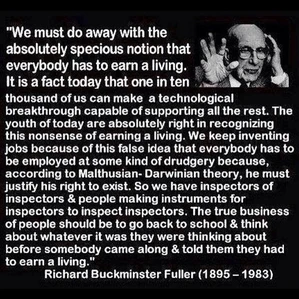 "We must do away with the
absolutely specious notion that
everybody has to earn a living.
It is a fact today that one in ten
thousand of us can make a technological
breakthrough capable of supporting all the rest. The
youth of today are absolutely right in recognizing
this nonsense of earning a living. We keep inventing
jobs because of this false idea that everybody has to
be employed at some kind of drudgery because,
according to Malthusian- Darwinian theory, he must
justify his right to exist. So we have inspectors of
inspectors & people making instruments for
inspectors to inspect inspectors. The true business
of people should be to go back to school & think
about whatever it was they were thinking about
before somebody came along & told them they had
to earn a living."
Richard Buckminster Fuller (1895 – 1983)